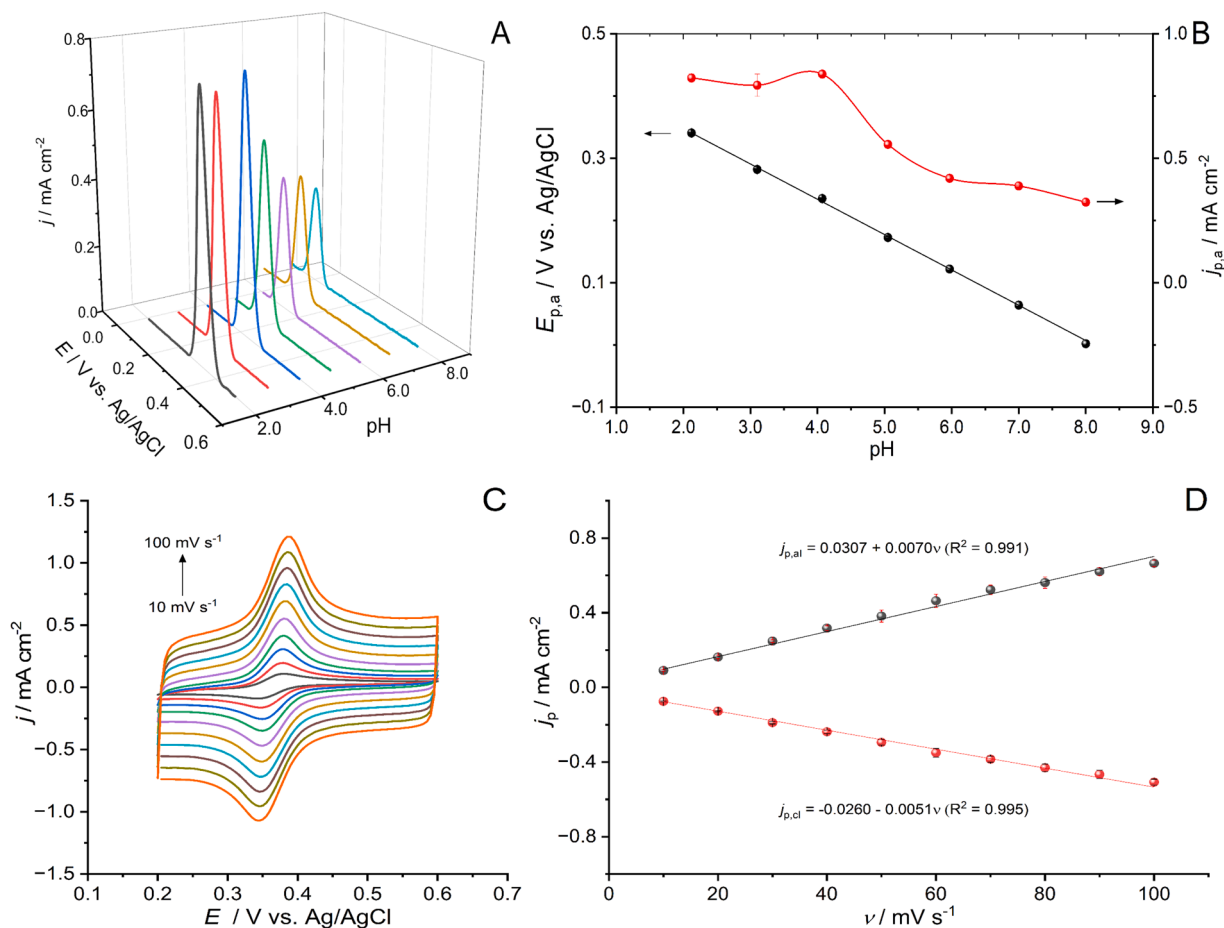 A
0.8
0.6
0.4
0.2
0.0
j / mA cm⁻²
0.0
0.2
0.4
0.6
E / V vs. Ag/AgCl
2.0
4.0
6.0
8.0
pH
B
0.5
0.3
0.1
−0.1
E_p,a / V vs. Ag/AgCl
1.0
0.5
0.0
−0.5
j_p,a / mA cm⁻²
1.0 2.0 3.0 4.0 5.0 6.0 7.0 8.0 9.0
pH
C
1.5
1.0
0.5
0.0
−0.5
−1.0
−1.5
j / mA cm⁻²
100 mV s⁻¹
10 mV s⁻¹
0.1 0.2 0.3 0.4 0.5 0.6 0.7
E / V vs. Ag/AgCl
D
0.8
0.4
0.0
−0.4
−0.8
j_p / mA cm⁻²
j_p,aI = 0.0307 + 0.0070ν (R² = 0.991)
j_p,cI = -0.0260 - 0.0051ν (R² = 0.995)
20 40 60 80 100
ν / mV s⁻¹